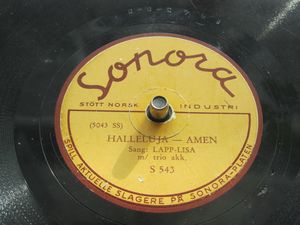 Sonora
STØTT NORSK INDUSTRI
(5043 SS)
HALLELUJA — AMEN
Sang: LAPP-LISA
m/ trio akk.
S 543
SPILL AKTUELLE SLAGERE PÅ SONORA-PLATEN